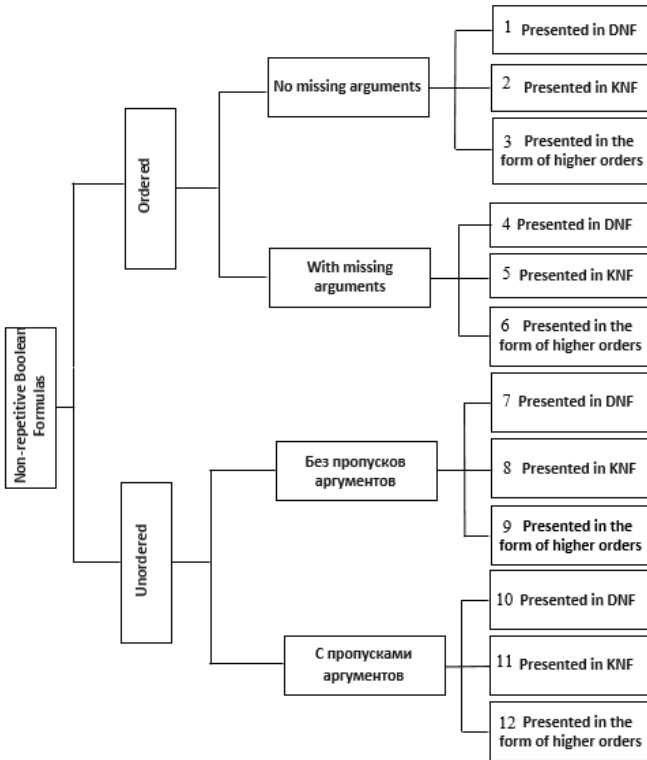 Non-repetitive Boolean
Formulas
Ordered
No missing arguments
1 Presented in DNF
2 Presented in KNF
3 Presented in the
form of higher orders
With missing
arguments
4 Presented in DNF
5 Presented in KNF
6 Presented in the
form of higher orders
Unordered
Без пропусков
аргументов
7 Presented in DNF
8 Presented in KNF
9 Presented in the
form of higher orders
С пропусками
аргументов
10 Presented in DNF
11 Presented in KNF
12 Presented in the
form of higher orders